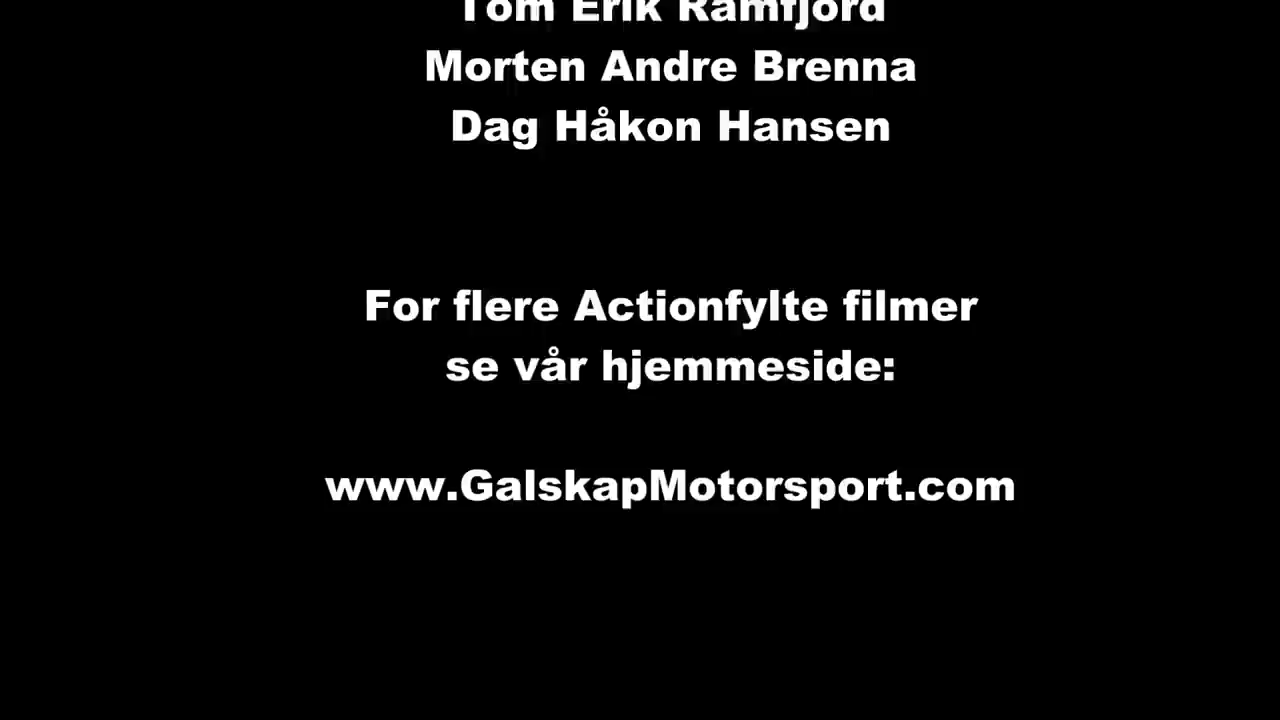 Tom Erik Ramfjord
Morten Andre Brenna
Dag Håkon Hansen
For flere Actionfylte filmer
se vår hjemmeside:
www.GalskapMotorsport.com